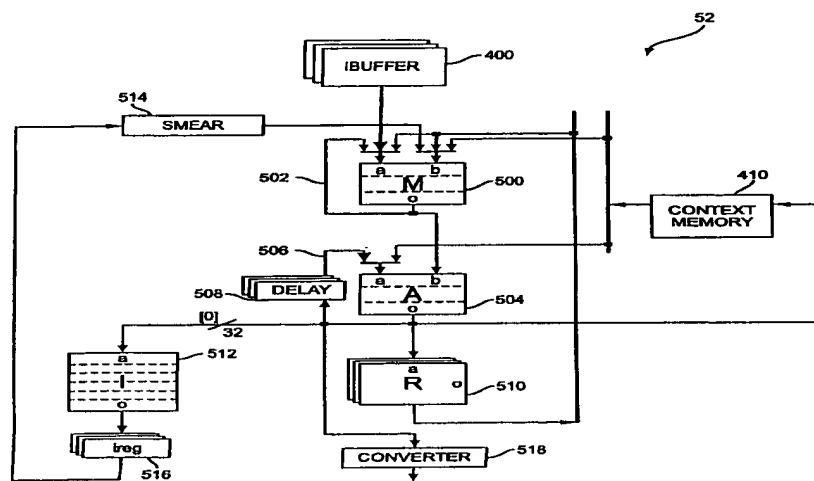 52
IBUFFER
400
514
SMEAR
502
a
b
M
o
500
410
CONTEXT
MEMORY
506
508
DELAY
a
b
A
o
504
[0]
32
512
a
I
o
a
R
o
510
ireg
516
CONVERTER
518